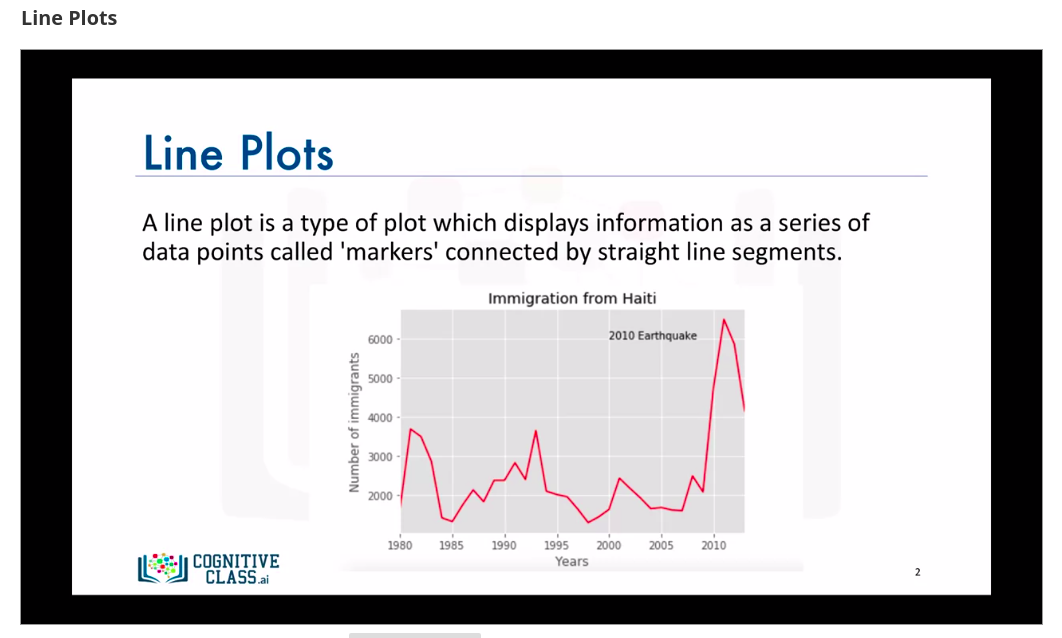 Line Plots
Line Plots
A line plot is a type of plot which displays information as a series of
data points called 'markers' connected by straight line segments.
Immigration from Haiti
2010 Earthquake
6000
5000
4000
3000
2000
Number of immigrants
1980 1985 1990 1995 2000 2005 2010
Years
COGNITIVE
CLASS.ai
2